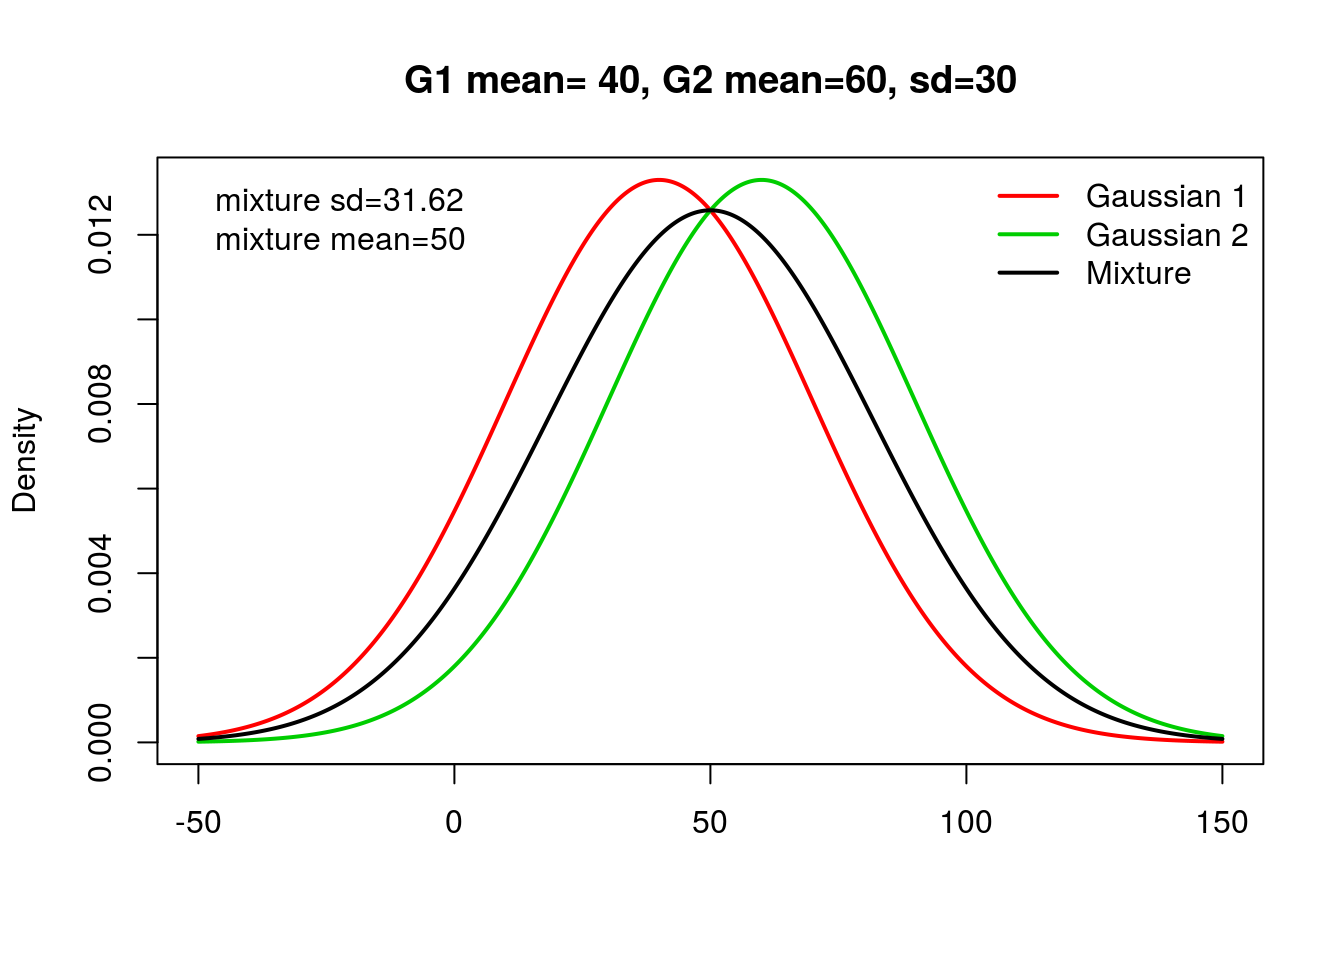 G1 mean= 40, G2 mean=60, sd=30
mixture sd=31.62
mixture mean=50
Gaussian 1
Gaussian 2
Mixture
Density
0.012
0.008
0.004
0.000
-50
0
50
100
150